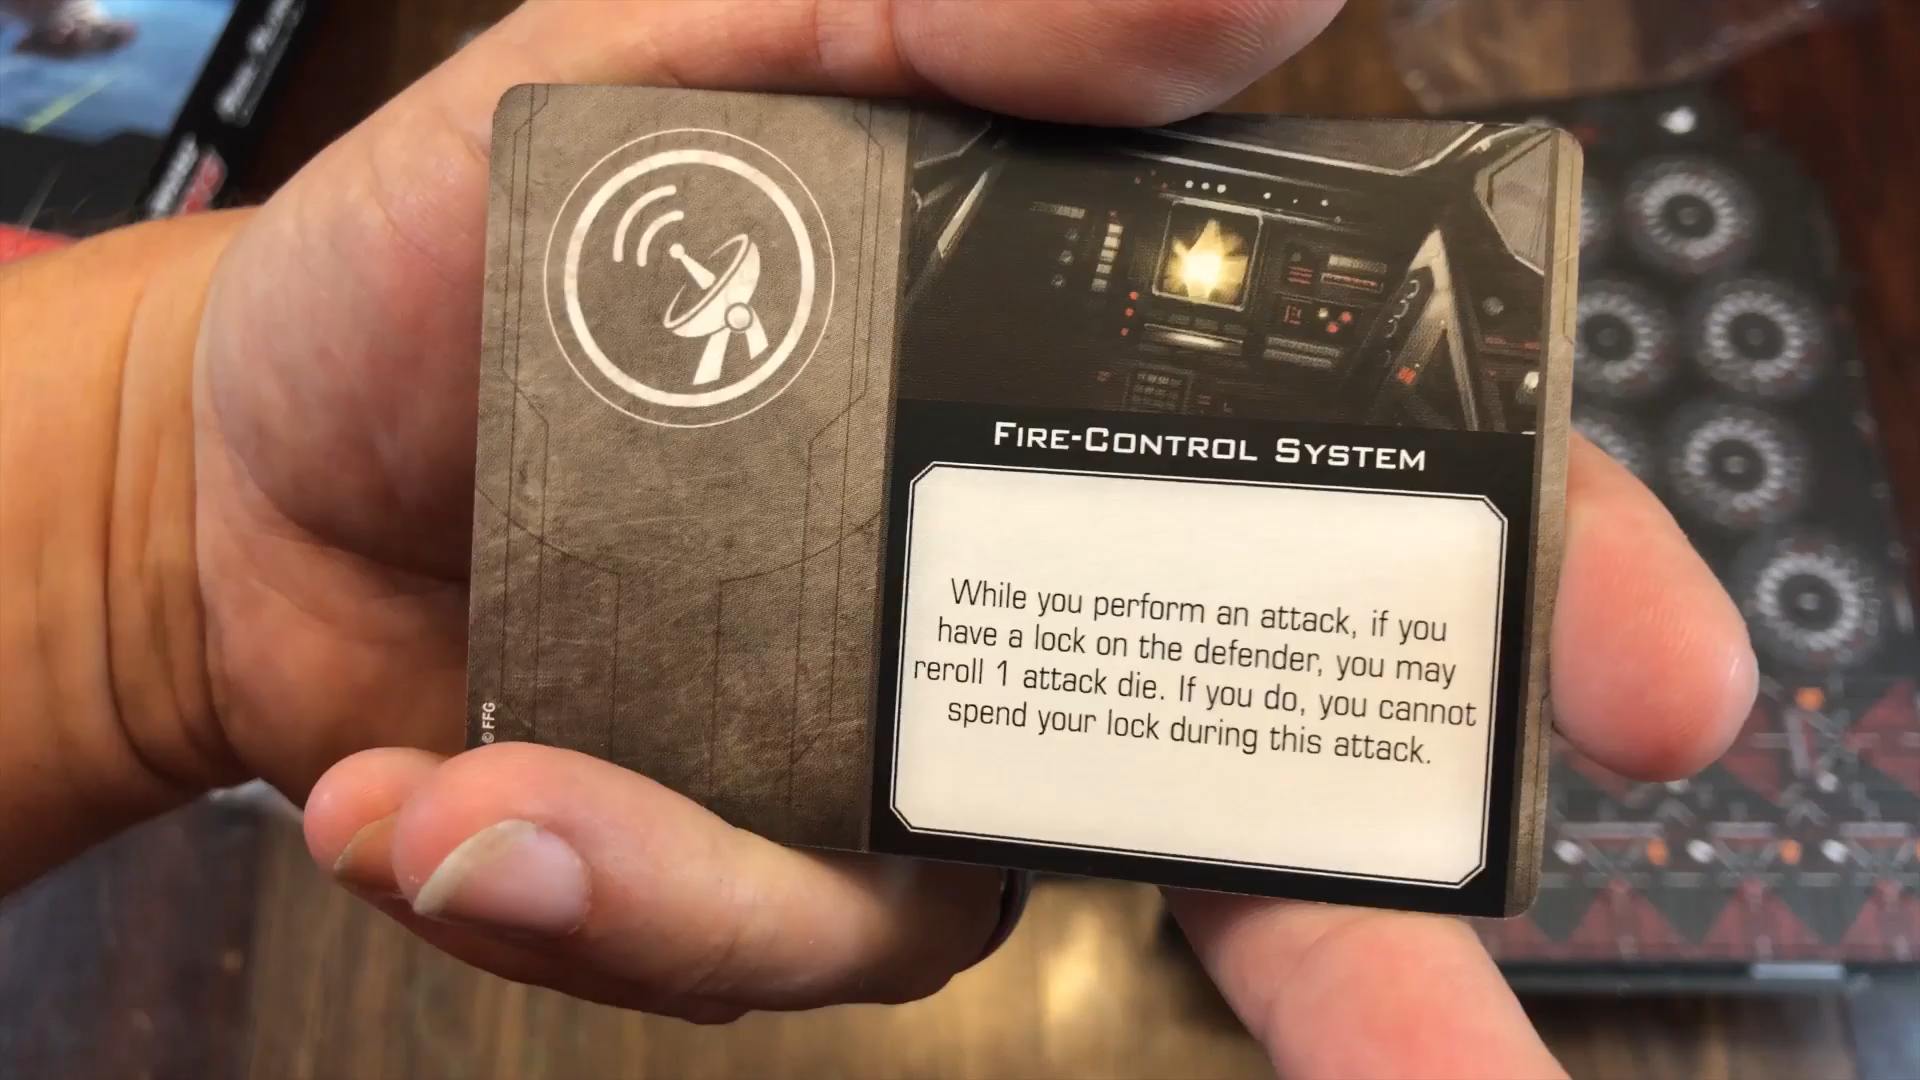 Fire-Control System
While you perform an attack, if you
have a lock on the defender, you may
reroll 1 attack die. If you do, you cannot
spend your lock during this attack.
© FFG